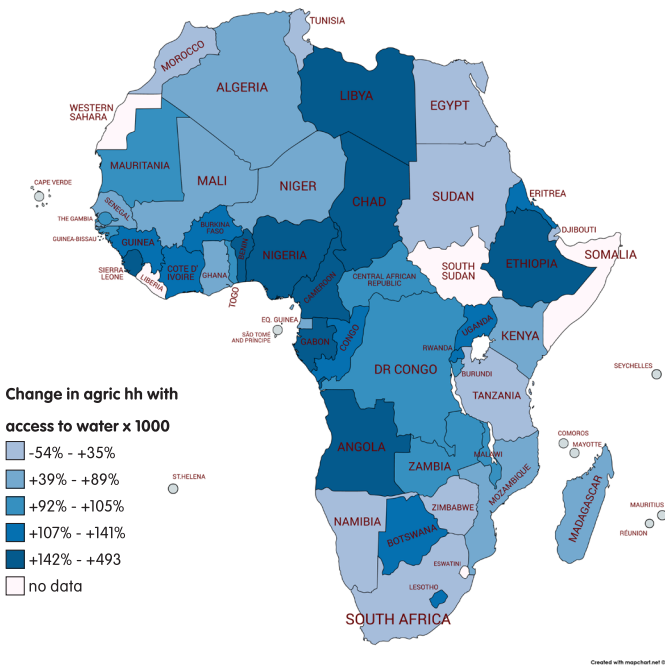 TUNISIA
MOROCCO
ALGERIA
LIBYA
EGYPT
WESTERN
SAHARA
MAURITANIA
MALI
NIGER
CHAD
SUDAN
ERITREA
CAPE VERDE
SENEGAL
THE GAMBIA
GUINEA-BISSAU
GUINEA
BURKINA
FASO
BENIN
NIGERIA
DJIBOUTI
ETHIOPIA
SOMALIA
SIERRA
LEONE
LIBERIA
COTE D'
IVOIRE
GHANA
TOGO
CAMEROON
CENTRAL AFRICAN
REPUBLIC
SOUTH
SUDAN
EQ. GUINEA
SÃO TOMÉ
AND PRINCIPE
GABON
CONGO
UGANDA
KENYA
RWANDA
DR CONGO
BURUNDI
SEYCHELLES
TANZANIA
Change in agric hh with
access to water x 1000
-54% - +35%
+39% - +89%
+92% - +105%
+107% - +141%
+142% - +493
no data
ANGOLA
COMOROS
MAYOTTE
MALAWI
ZAMBIA
MOZAMBIQUE
ST.HELENA
MADAGASCAR
MAURITIUS
RÉUNION
NAMIBIA
ZIMBABWE
BOTSWANA
ESWATINI
LESOTHO
SOUTH AFRICA
Created with mapchart.net ©